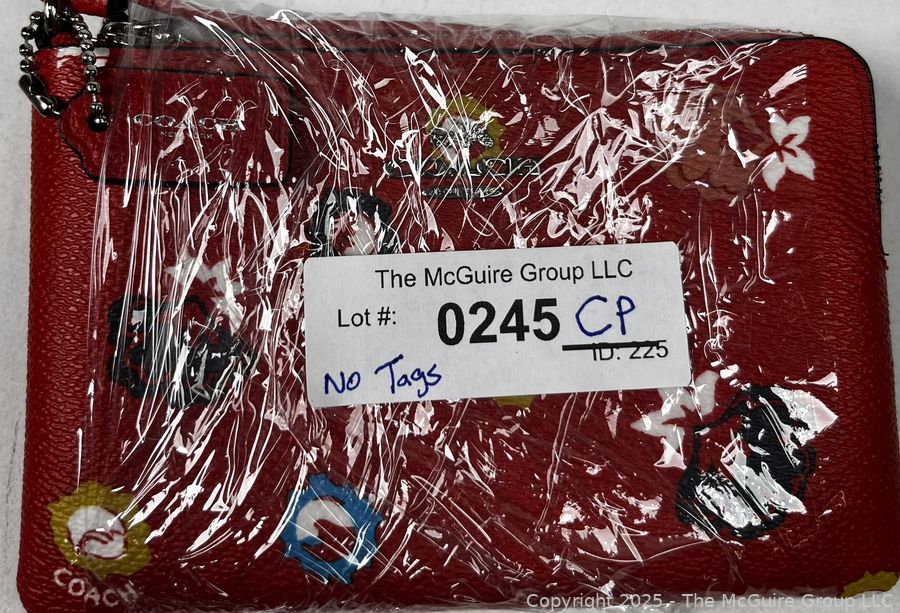 COACH
COACH
The McGuire Group LLC
Lot #: 0245 CP
ID: 225
No Tags
COACH
Copyright 2025 - The McGuire Group LLC